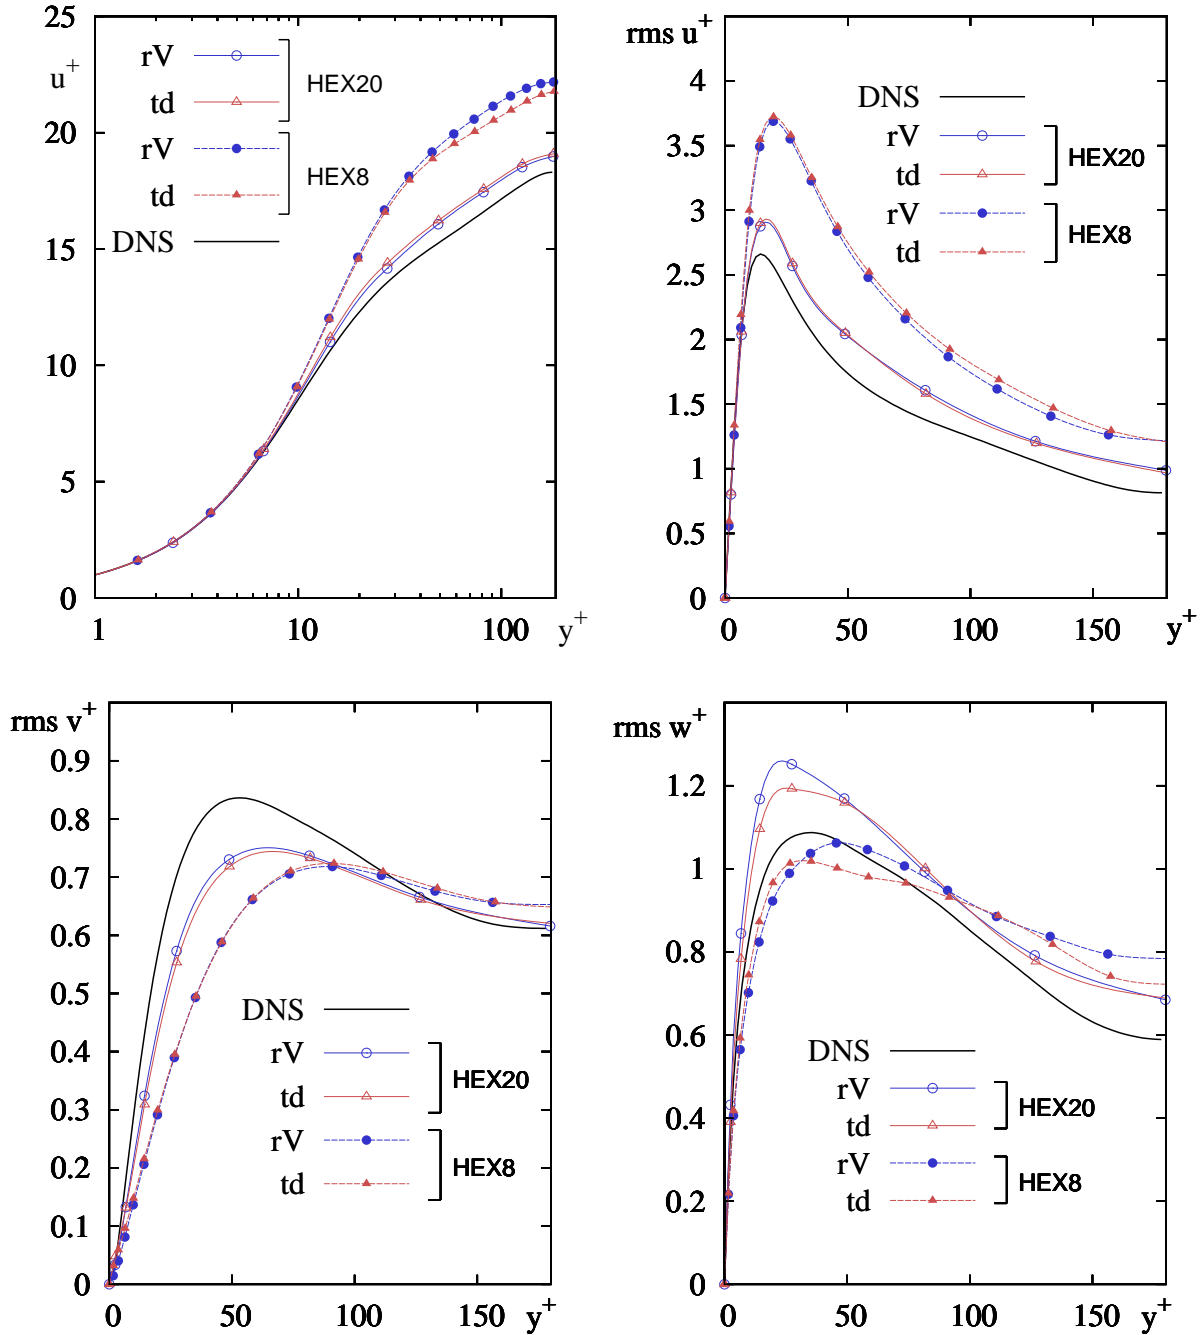 25
20
15
10
5
0
u+
rV
td
HEX20
rV
td
HEX8
DNS
1 10 100 y+
rms u+
4
3.5
3
2.5
2
1.5
1
0.5
0
DNS
rV
td
HEX20
rV
td
HEX8
0 50 100 150 y+
rms v+
0.9
0.8
0.7
0.6
0.5
0.4
0.3
0.2
0.1
0
DNS
rV
td
HEX20
rV
td
HEX8
0 50 100 150 y+
rms w+
1.2
1
0.8
0.6
0.4
0.2
0
DNS
rV
td
HEX20
rV
td
HEX8
0 50 100 150 y+